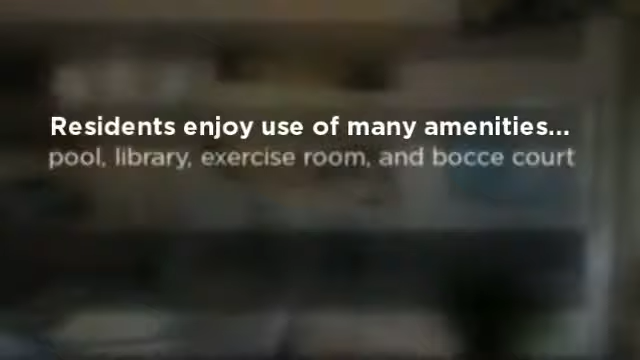 Residents enjoy use of many amenities...
pool, library, exercise room, and bocce court